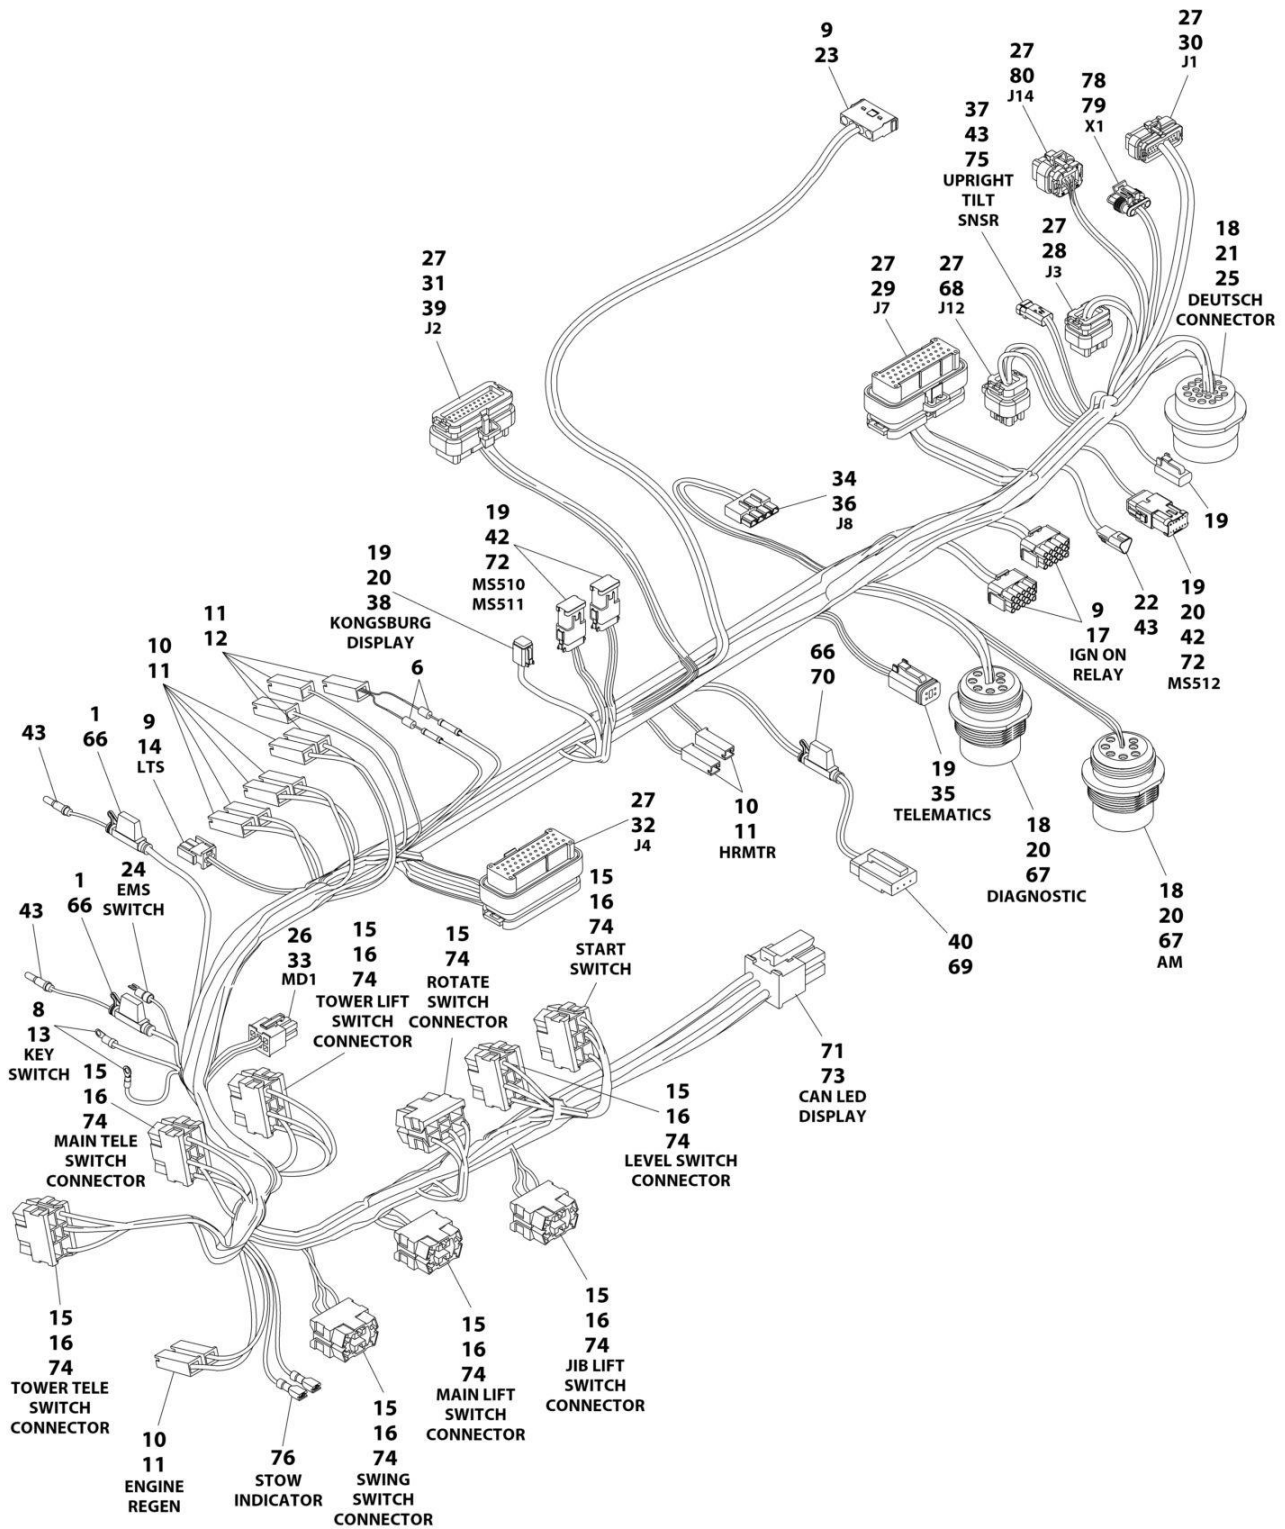 9
23
27
30
J1
27
80
J14
78
79
X1
37
43
75
UPRIGHT
TILT
SNSR
27
28
J3
18
21
25
DEUTSCH
CONNECTOR
27
31
39
J2
27
29
J7
27
68
J12
34
36
J8
19
19
42
72
MS510
MS511
19
20
38
KONGSBURG
DISPLAY
11
12
10
11
6
9
17
IGN ON
RELAY
22
43
19
20
42
72
MS512
66
70
43
1
66
9
14
LTS
19
35
TELEMATICS
10
11
HRMTR
27
32
J4
18
20
67
DIAGNOSTIC
18
20
67
AM
40
69
43
1
66
24
EMS
SWITCH
26
33
MD1
15
16
74
TOWER LIFT
SWITCH
CONNECTOR
15
74
ROTATE
SWITCH
CONNECTOR
15
16
74
START
SWITCH
8
13
KEY
SWITCH
15
16
74
MAIN TELE
SWITCH
CONNECTOR
71
73
CAN LED
DISPLAY
15
16
74
LEVEL SWITCH
CONNECTOR
15
16
74
TOWER TELE
SWITCH
CONNECTOR
10
11
ENGINE
REGEN
76
STOW
INDICATOR
15
16
74
SWING
SWITCH
CONNECTOR
15
16
74
MAIN LIFT
SWITCH
CONNECTOR
15
16
74
JIB LIFT
SWITCH
CONNECTOR